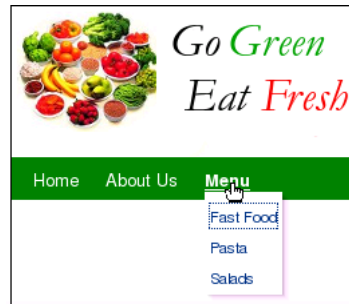 Go Green
Eat Fresh
Home About Us Menu
Fast Food
Pasta
Salads